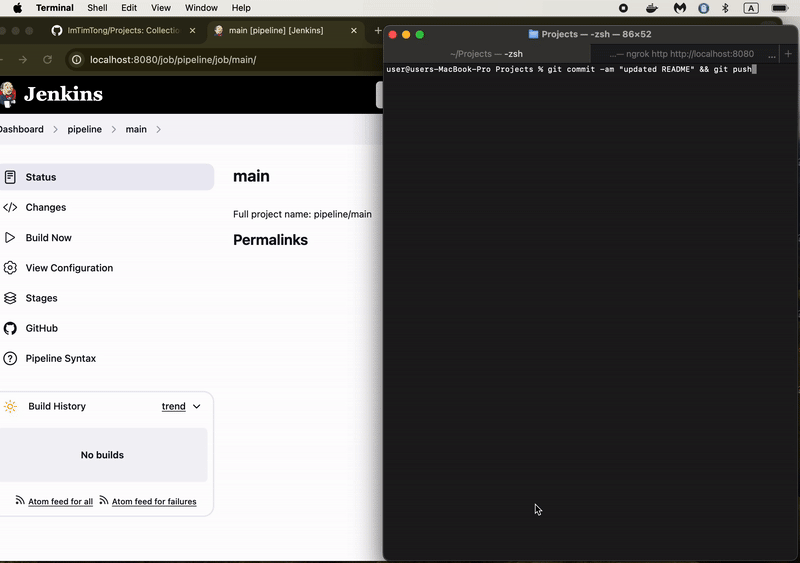 Terminal Shell Edit View Window Help A
ImTimTong/Projects: Collectio
main [pipeline] [Jenkins]
localhost:8080/job/pipeline/job/main/
Jenkins
Dashboard pipeline main
Status
Changes
Build Now
View Configuration
Stages
GitHub
Pipeline Syntax
Build History trend
No builds
Atom feed for all Atom feed for failures
main
Full project name: pipeline/main
Permalinks
Projects — -zsh — 86×52
~/Projects — -zsh
...— ngrok http http://localhost:8080 ...
user@users-MacBook-Pro Projects % git commit -am "updated README" && git push